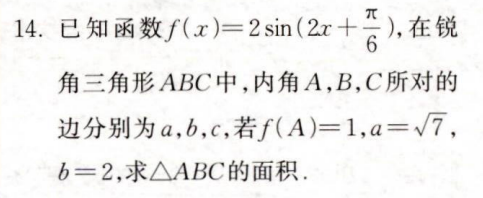 14. 已知函数f(x)=2sin(2x+π/6),在锐
角三角形ABC中,内角A,B,C所对的
边分别为a,b,c,若f(A)=1,a=√7,
b=2,求△ABC的面积.